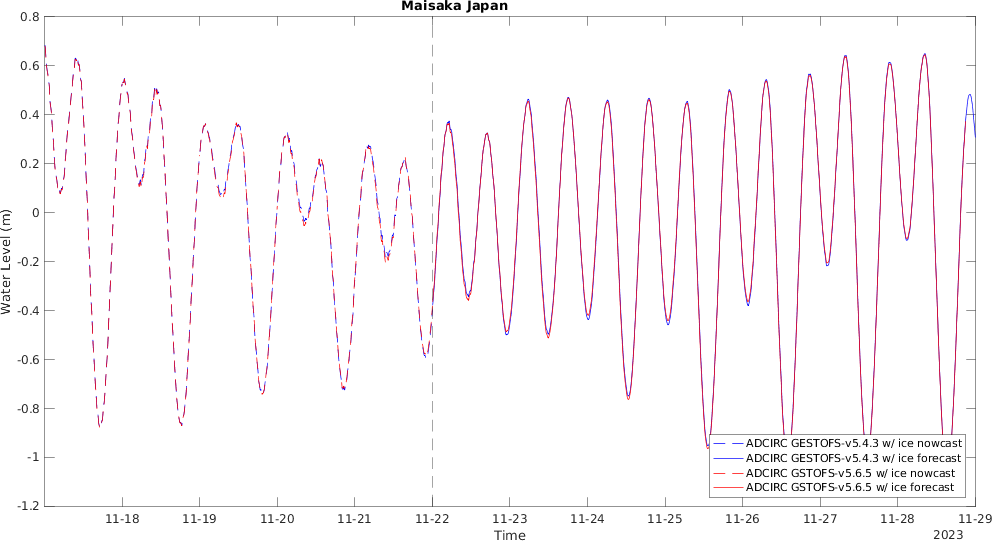 Maisaka Japan
0.8
0.6
0.4
0.2
0
-0.2
-0.4
-0.6
-0.8
-1
-1.2
Water Level (m)
ADCIRC GESTOFS-v5.4.3 w/ ice nowcast
ADCIRC GESTOFS-v5.4.3 w/ ice forecast
ADCIRC GSTOFS-v5.6.5 w/ ice nowcast
ADCIRC GSTOFS-v5.6.5 w/ ice forecast
11-18 11-19 11-20 11-21 11-22 11-23 11-24 11-25 11-26 11-27 11-28 11-29
Time
2023